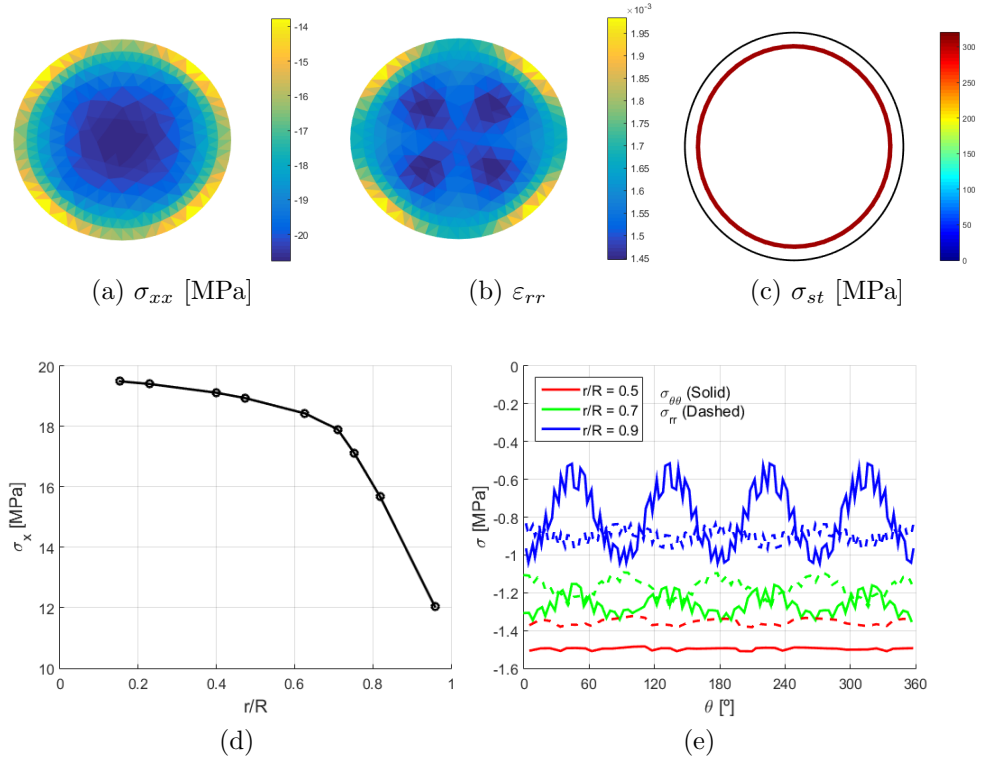 -14
-15
-16
-17
-18
-19
-20
× 10⁻³
1.95
1.9
1.85
1.8
1.75
1.7
1.65
1.6
1.55
1.5
1.45
300
250
200
150
100
50
0
(a) σxx [MPa]
(b) εrr
(c) σst [MPa]
20
18
16
14
12
10
σx [MPa]
0 0.2 0.4 0.6 0.8 1
r/R
(d)
0
-0.2
-0.4
-0.6
-0.8
-1
-1.2
-1.4
-1.6
σ [MPa]
r/R = 0.5
r/R = 0.7
r/R = 0.9
σθθ (Solid)
σrr (Dashed)
0 60 120 180 240 300 360
θ [º]
(e)